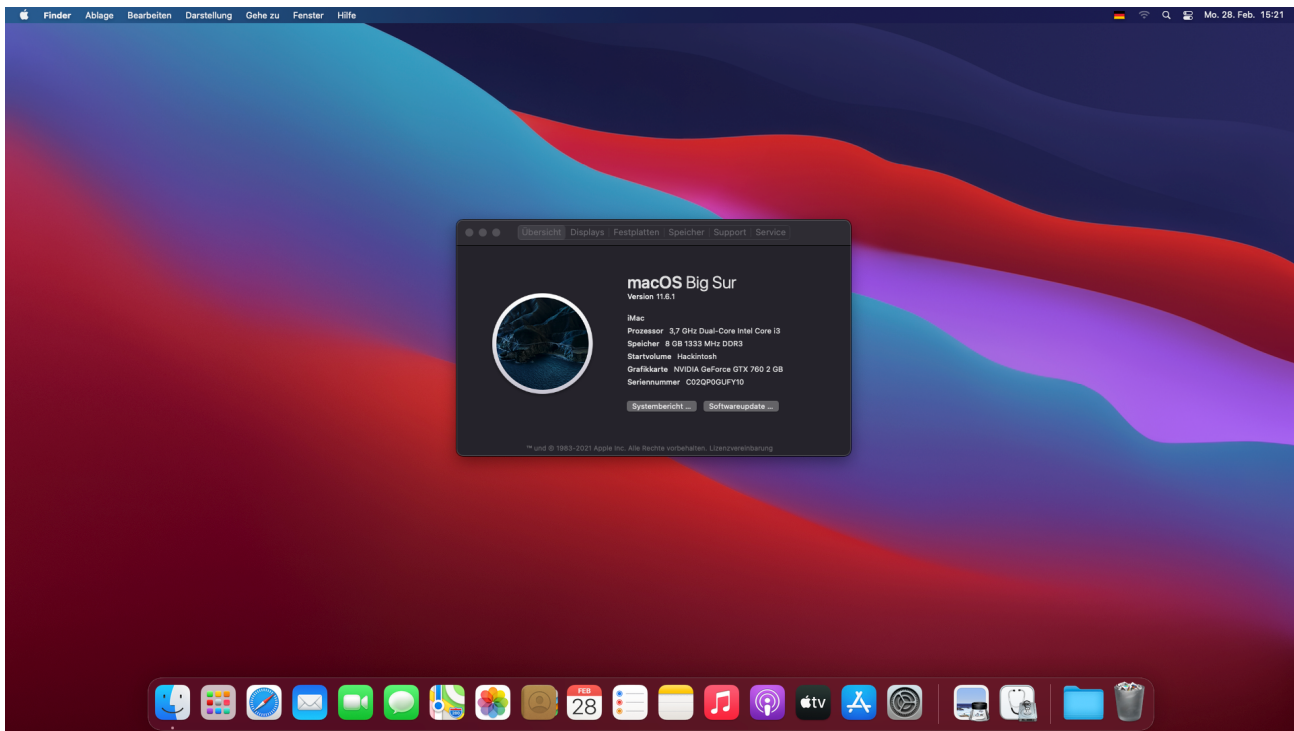 Finder Ablage Bearbeiten Darstellung Gehe zu Fenster Hilfe Mo. 28. Feb. 15:21
Übersicht Displays Festplatten Speicher Support Service
macOS Big Sur
Version 11.6.1
iMac
Prozessor 3,7 GHz Dual-Core Intel Core i3
Speicher 8 GB 1333 MHz DDR3
Startvolume Hackintosh
Grafikkarte NVIDIA GeForce GTX 760 2 GB
Seriennummer C02QP0GUFY10
Systembericht ... Softwareupdate ...
™ und © 1983-2021 Apple Inc. Alle Rechte vorbehalten. Lizenzvereinbarung
FEB
28
tv